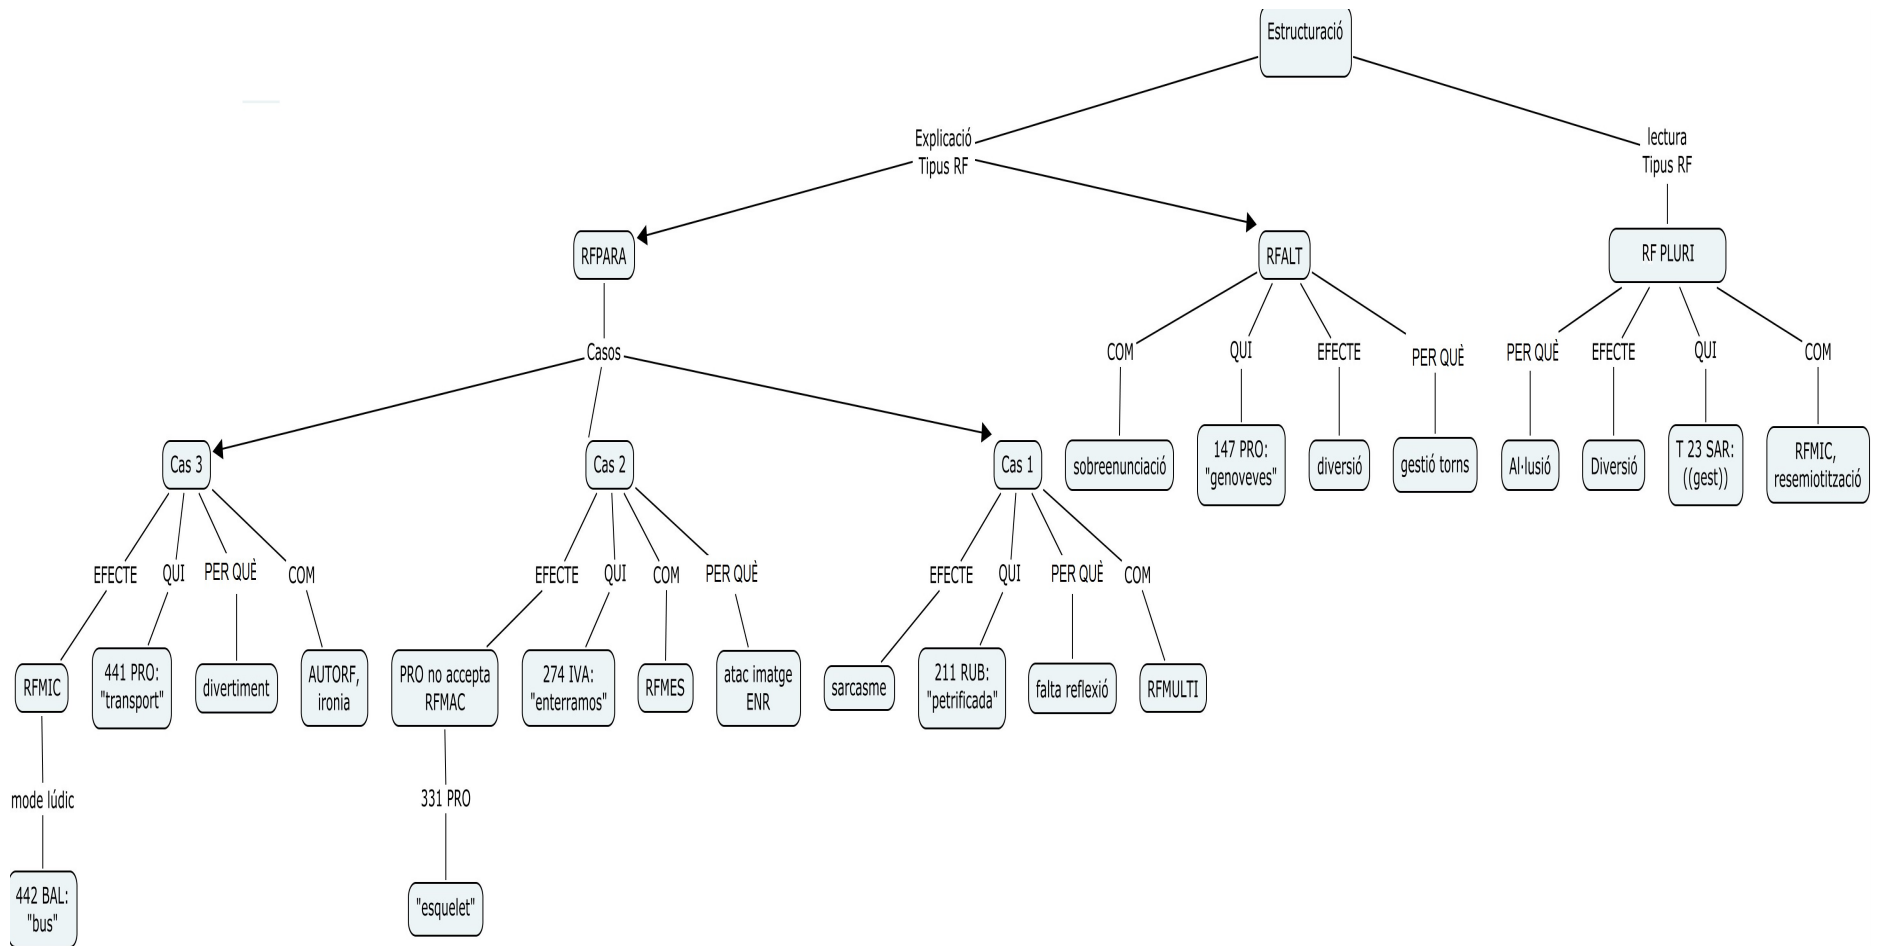 Estructuració
Explicació
Tipus RF
lectura
Tipus RF
RFPARA
RFALT
RF PLURI
Casos
COM
QUI
EFECTE
PER QUÈ
PER QUÈ
EFECTE
QUI
COM
Cas 3
Cas 2
Cas 1
sobreenunciació
147 PRO:
"genoveves"
diversió
gestió torns
Al·lusió
Diversió
T 23 SAR:
((gest))
RFMIC,
resemiotització
EFECTE
QUI
PER QUÈ
COM
EFECTE
QUI
COM
PER QUÈ
EFECTE
QUI
PER QUÈ
COM
RFMIC
441 PRO:
"transport"
divertiment
AUTORF,
ironia
PRO no accepta
RFMAC
274 IVA:
"enterramos"
RFMES
atac imatge
ENR
sarcasme
211 RUB:
"petrificada"
falta reflexió
RFMULTI
mode lúdic
331 PRO
442 BAL:
"bus"
"esquelet"